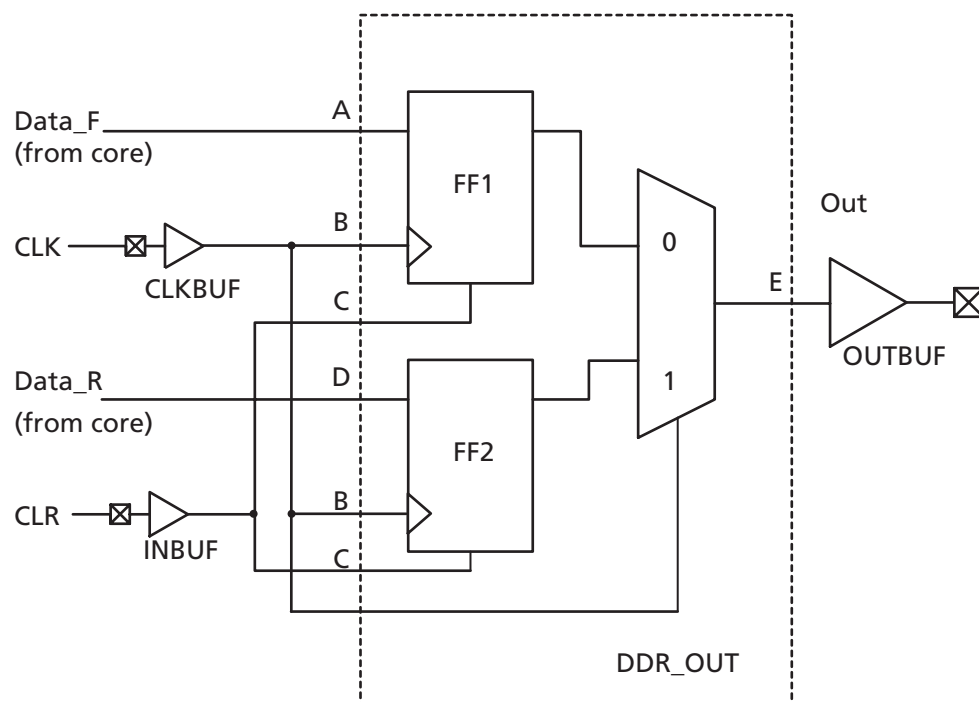 Data_F
(from core)
A
FF1
CLK
CLKBUF
B
C
0
1
Out
E
OUTBUF
Data_R
(from core)
D
FF2
CLR
INBUF
B
C
DDR_OUT